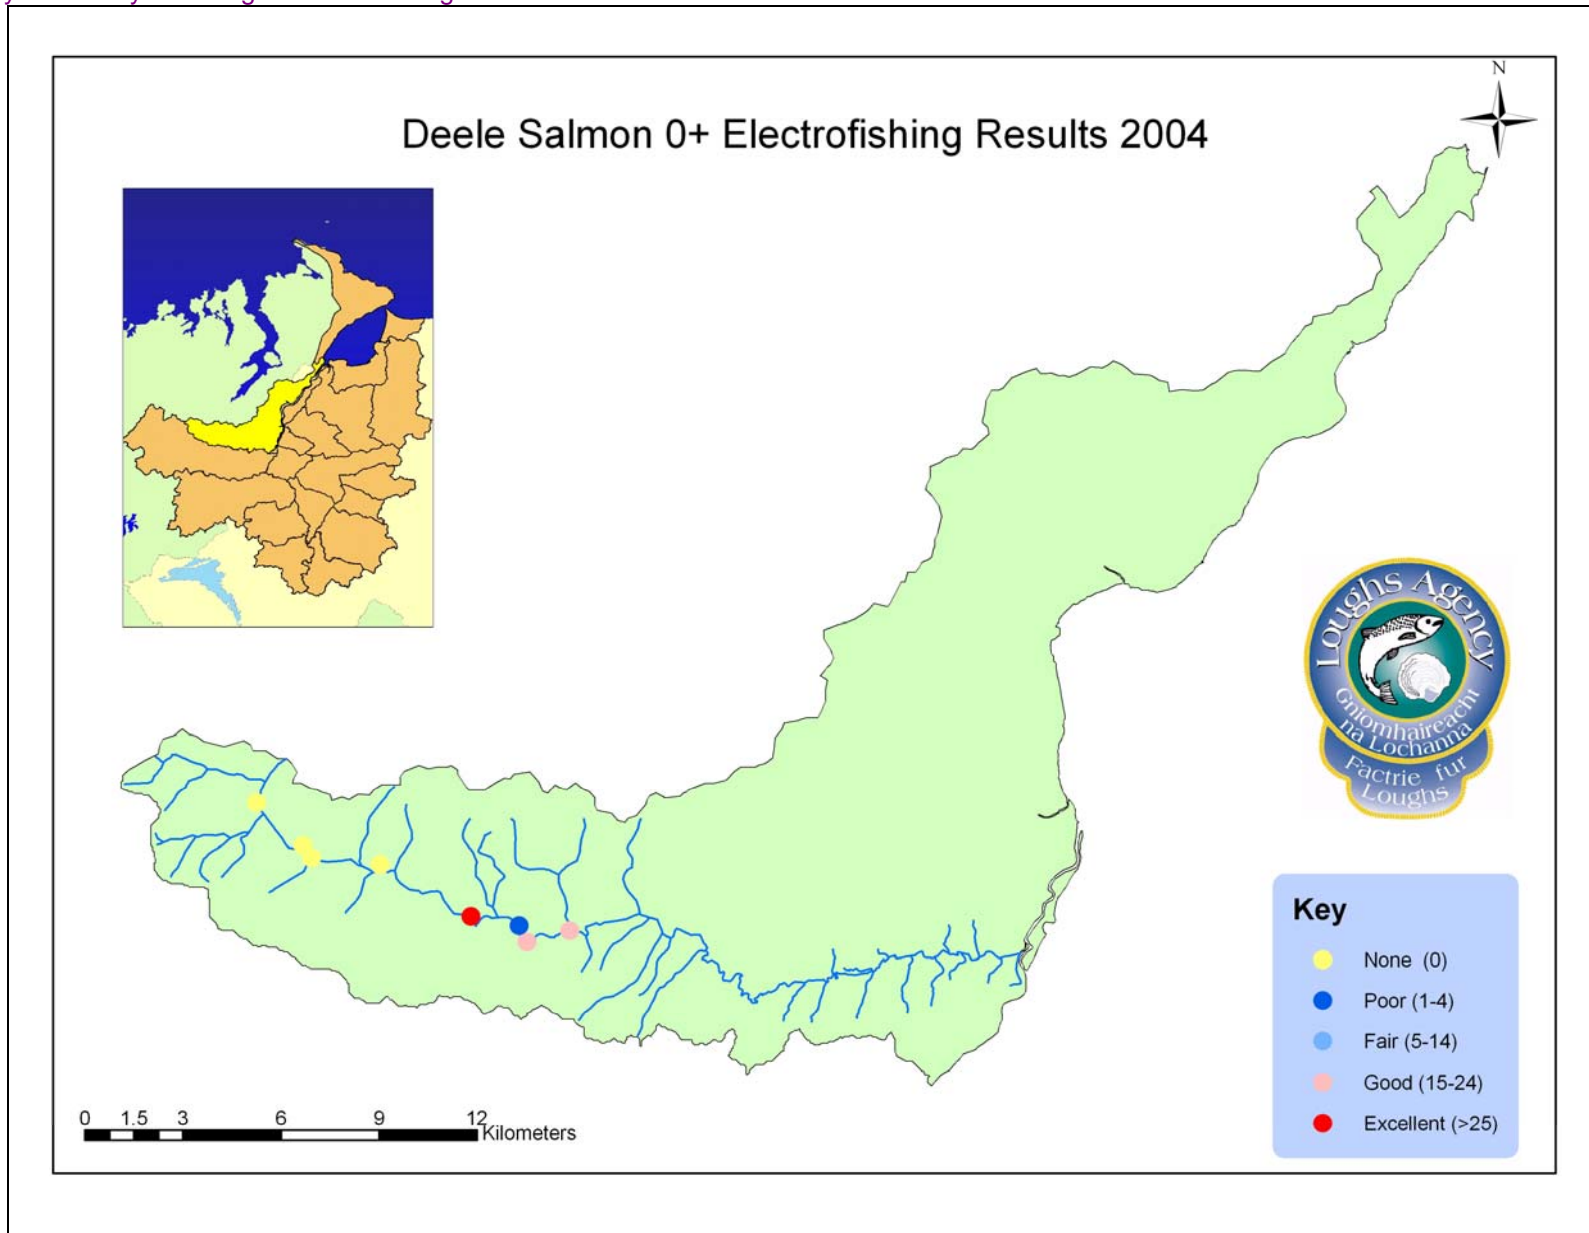 N
Deele Salmon 0+ Electrofishing Results 2004
Loughs Agency
Gníomhaireacht
na Lochanna
Factrie fur
Loughs
Key
None (0)
Poor (1-4)
Fair (5-14)
Good (15-24)
Excellent (>25)
0 1.5 3 6 9 12
Kilometers